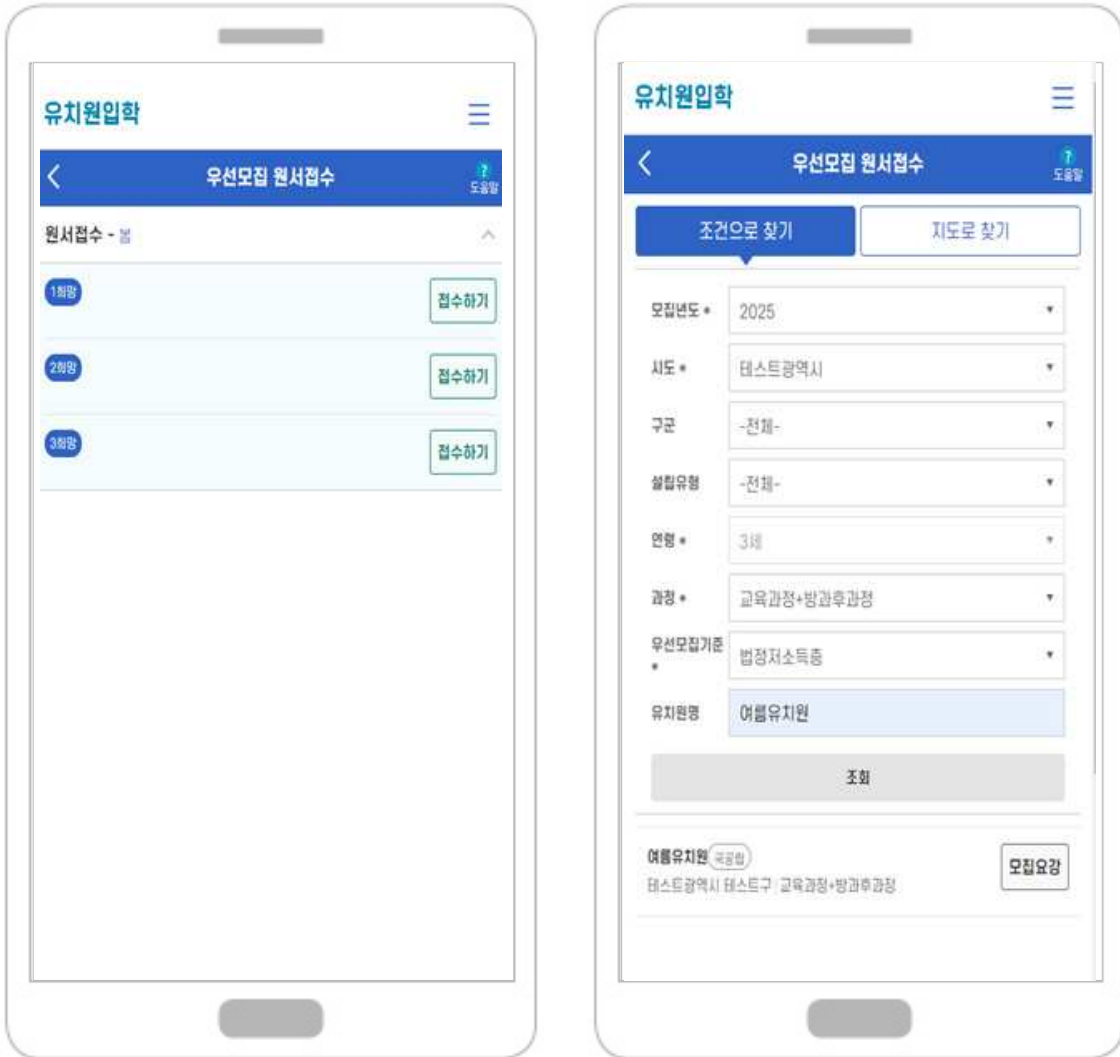 유치원입학
우선모집 원서접수
?
도움말
원서접수 - 봄
1희망
접수하기
2희망
접수하기
3희망
접수하기
유치원입학
우선모집 원서접수
?
도움말
조건으로 찾기
지도로 찾기
모집년도 *
2025
시도 *
테스트광역시
구군
-전체-
설립유형
-전체-
연령 *
3세
과정 *
교육과정+방과후과정
우선모집기준
*
법정저소득층
유치원명
여름유치원
조회
여름유치원 국공립
테스트광역시 테스트구 | 교육과정+방과후과정
모집요강